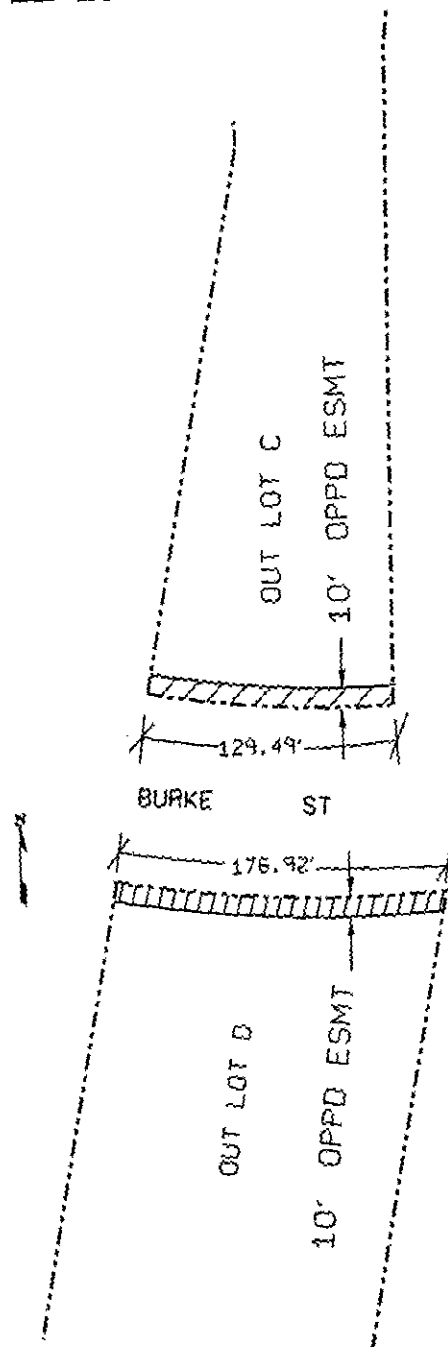 OUT LOT C
10' OPPD ESMT
129.49'
BURKE ST
176.92'
OUT LOT B
10' OPPD ESMT